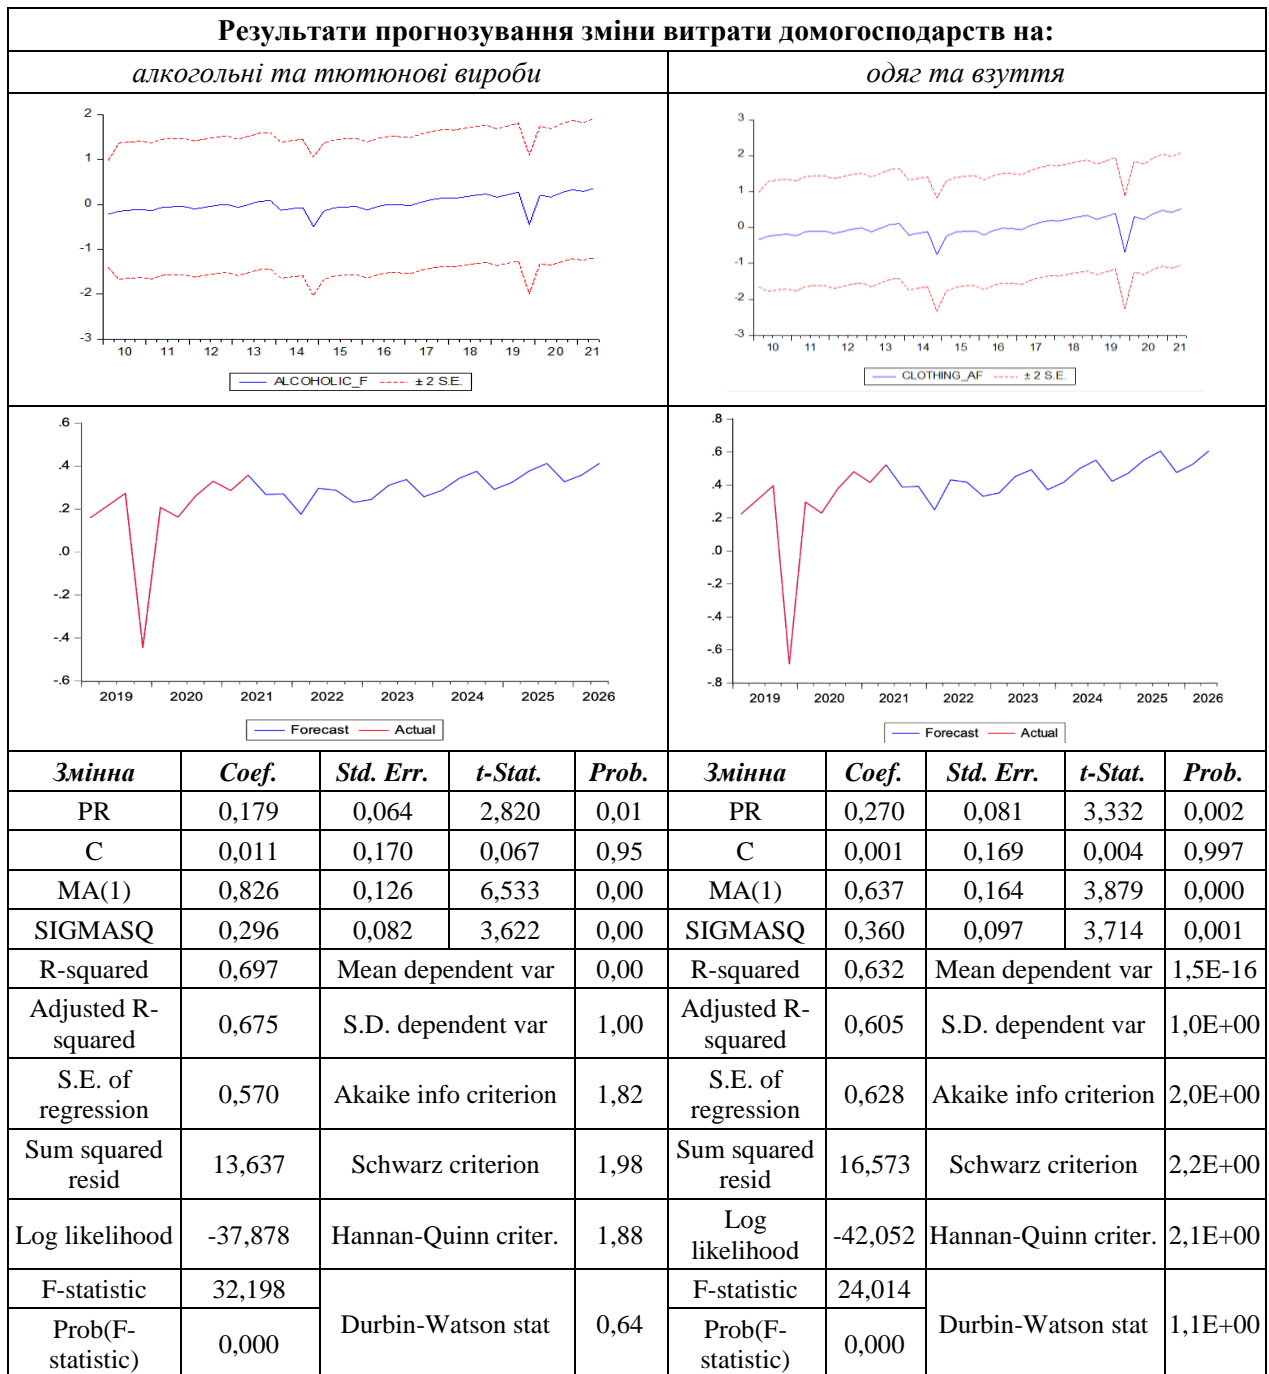 Результати прогнозування зміни витрати домогосподарств на:
алкогольні та тютюнові вироби
одяг та взуття
2
1
0
-1
-2
-3
10 11 12 13 14 15 16 17 18 19 20 21
ALCOHOLIC_F ± 2 S.E.
3
2
1
0
-1
-2
-3
10 11 12 13 14 15 16 17 18 19 20 21
CLOTHING_AF ± 2 S.E.
.6
.4
.2
.0
-.2
-.4
-.6
2019 2020 2021 2022 2023 2024 2025 2026
Forecast Actual
.8
.6
.4
.2
.0
-.2
-.4
-.6
-.8
2019 2020 2021 2022 2023 2024 2025 2026
Forecast Actual
Змінна Coef. Std. Err. t-Stat. Prob. Змінна Coef. Std. Err. t-Stat. Prob.
PR 0,179 0,064 2,820 0,01 PR 0,270 0,081 3,332 0,002
C 0,011 0,170 0,067 0,95 C 0,001 0,169 0,004 0,997
MA(1) 0,826 0,126 6,533 0,00 MA(1) 0,637 0,164 3,879 0,000
SIGMASQ 0,296 0,082 3,622 0,00 SIGMASQ 0,360 0,097 3,714 0,001
R-squared 0,697 Mean dependent var 0,00 R-squared 0,632 Mean dependent var 1,5E-16
Adjusted R-
squared 0,675 S.D. dependent var 1,00 Adjusted R-
squared 0,605 S.D. dependent var 1,0E+00
S.E. of
regression 0,570 Akaike info criterion 1,82 S.E. of
regression 0,628 Akaike info criterion 2,0E+00
Sum squared
resid 13,637 Schwarz criterion 1,98 Sum squared
resid 16,573 Schwarz criterion 2,2E+00
Log likelihood -37,878 Hannan-Quinn criter. 1,88 Log
likelihood -42,052 Hannan-Quinn criter. 2,1E+00
F-statistic 32,198 Durbin-Watson stat 0,64 F-statistic 24,014 Durbin-Watson stat 1,1E+00
Prob(F-
statistic) 0,000 Prob(F-
statistic) 0,000